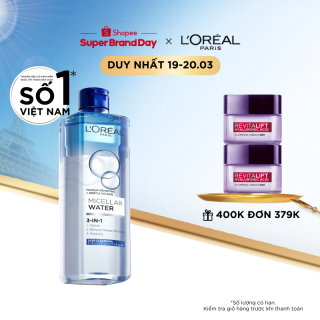 Shopee
Super Brand Day
×
L'ORÉAL
PARIS
DUY NHẤT 19-20.03
SỐ 1*
VIỆT NAM
L'ORÉAL
PARIS
MICELLAR
WATER
3-IN-1
REVITALIFT
HYALURONIC ACID
REVITALIFT
HYALURONIC ACID
400K ĐƠN 379K
*Số lượng có hạn.
Kiểm tra giỏ hàng trước khi thanh toán